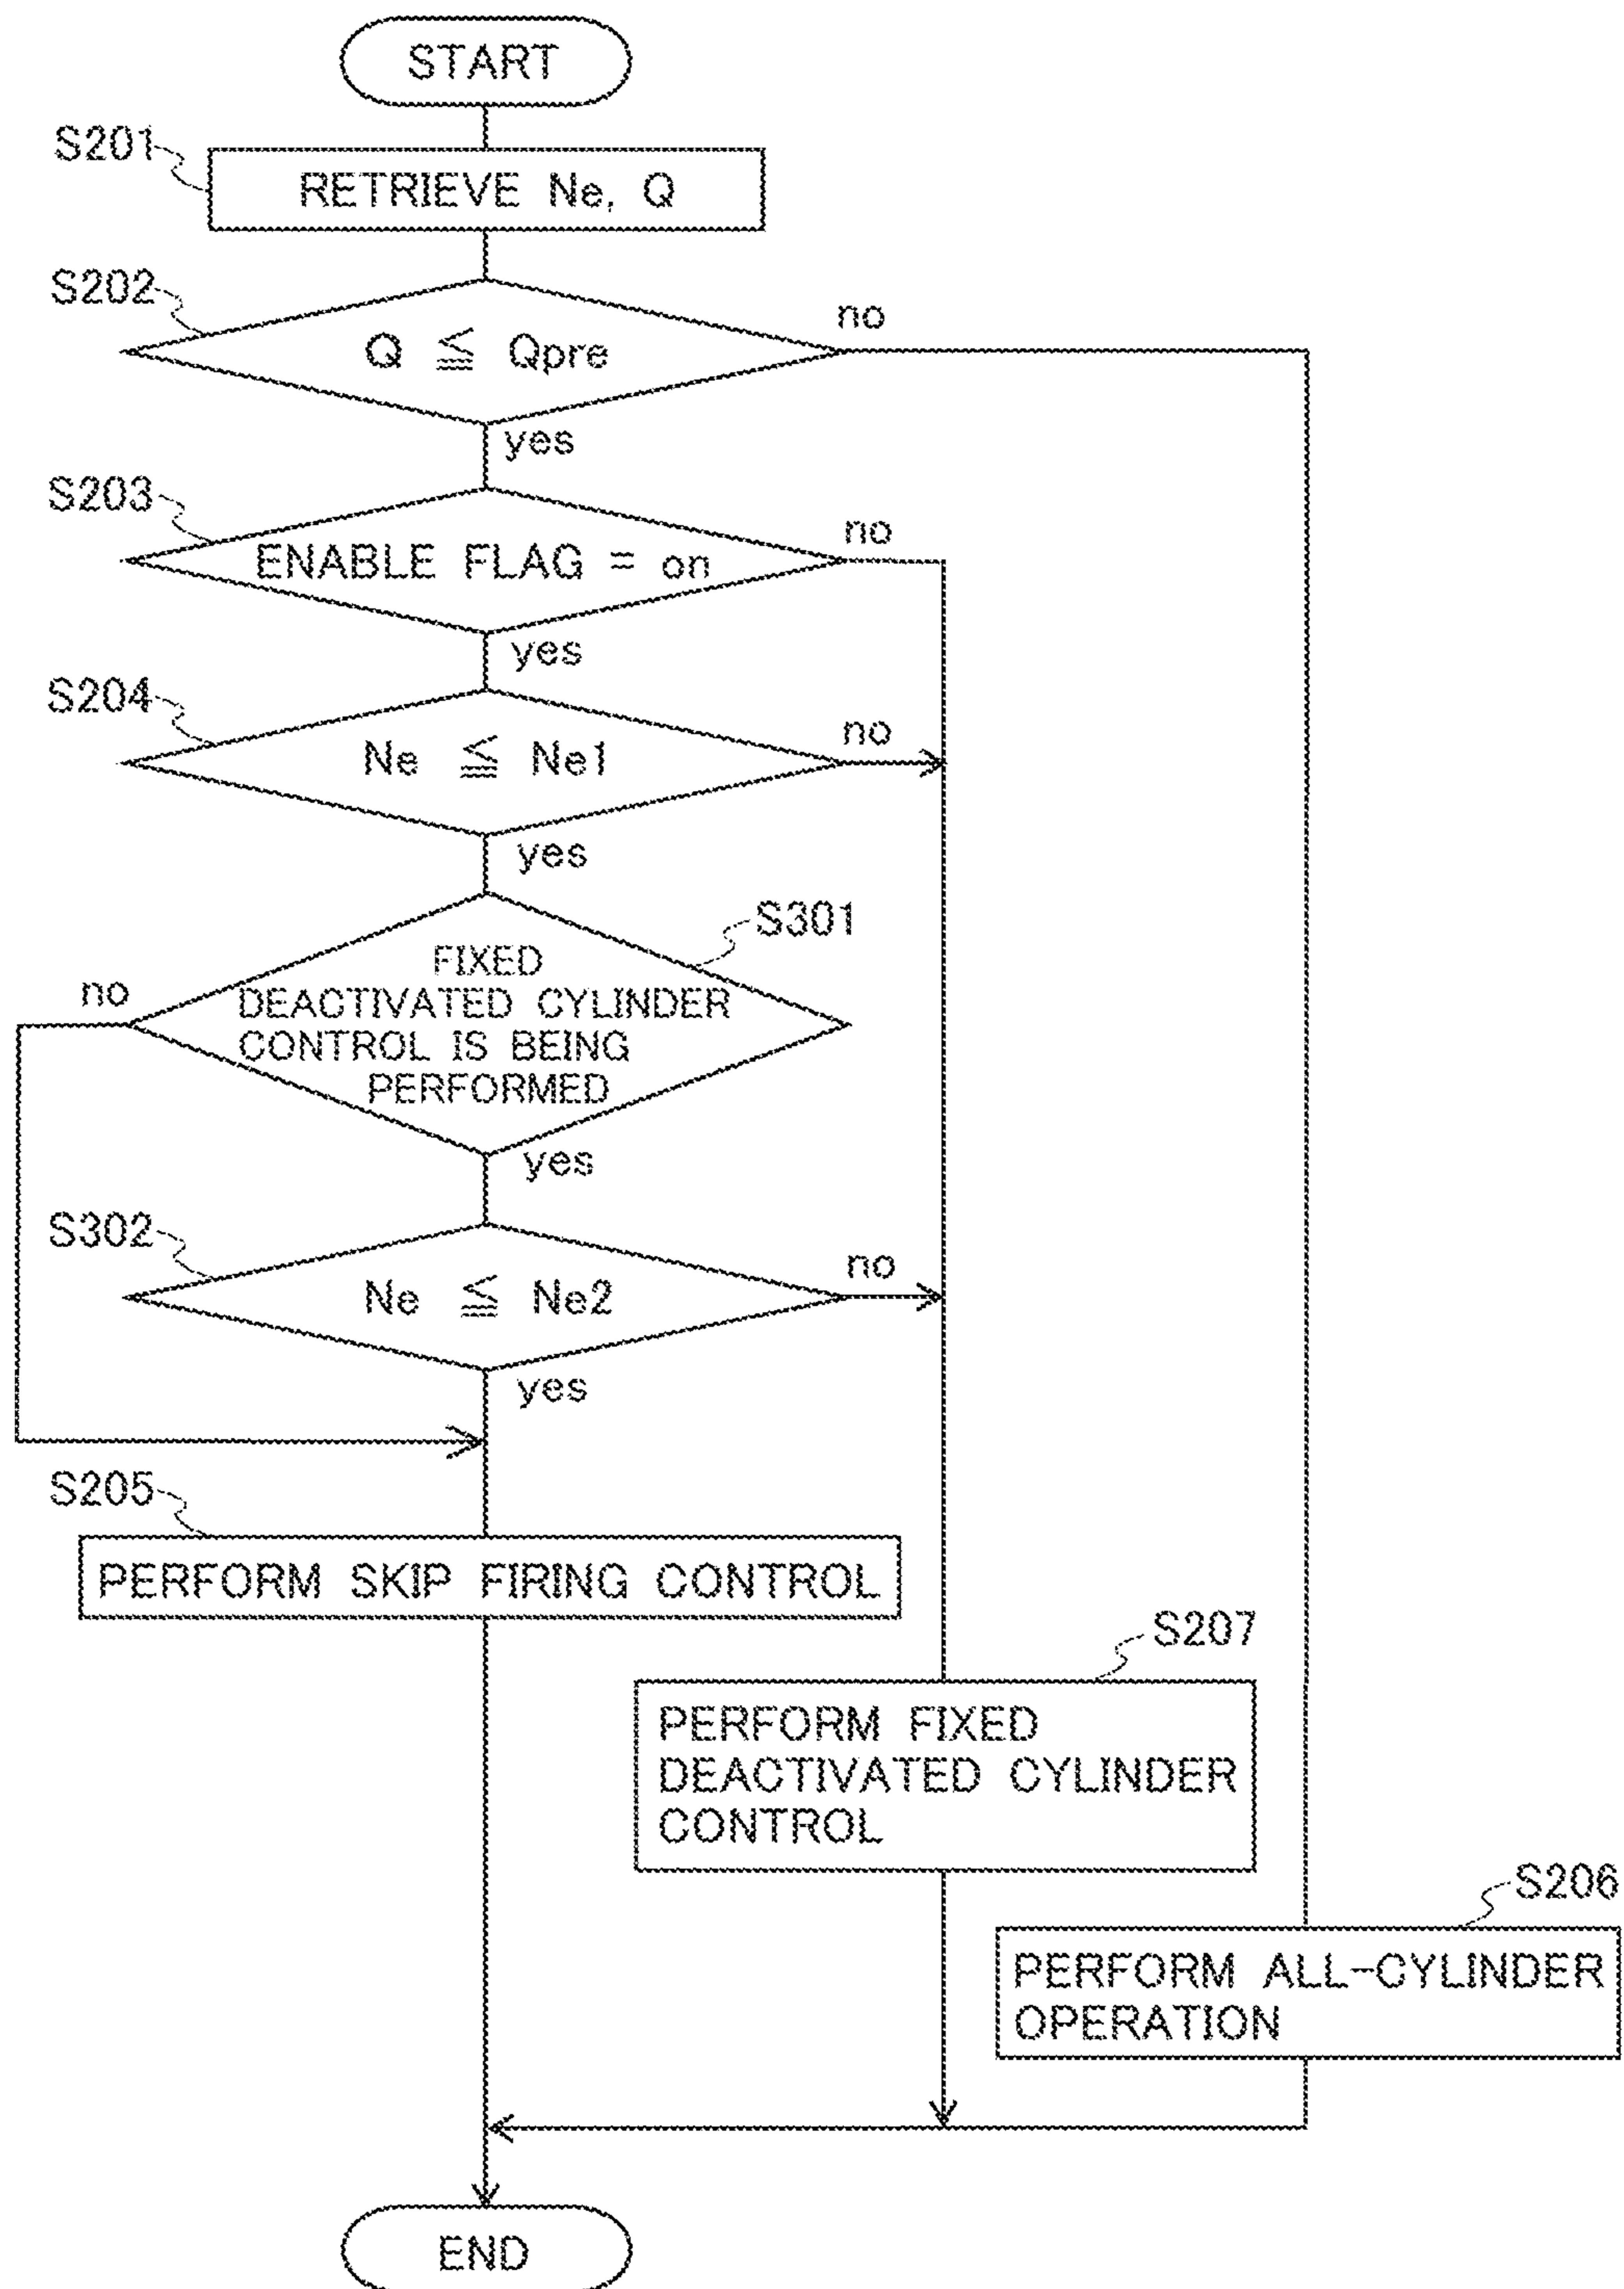 START
S201
RETRIEVE Ne, Q
S202
Q ≦ Qpre
no
yes
S203
ENABLE FLAG = on
no
yes
S204
Ne ≦ Ne1
no
yes
S301
FIXED
DEACTIVATED CYLINDER
CONTROL IS BEING
PERFORMED
no
yes
S302
Ne ≦ Ne2
no
yes
S205
PERFORM SKIP FIRING CONTROL
S207
PERFORM FIXED
DEACTIVATED CYLINDER
CONTROL
S206
PERFORM ALL-CYLINDER
OPERATION
END